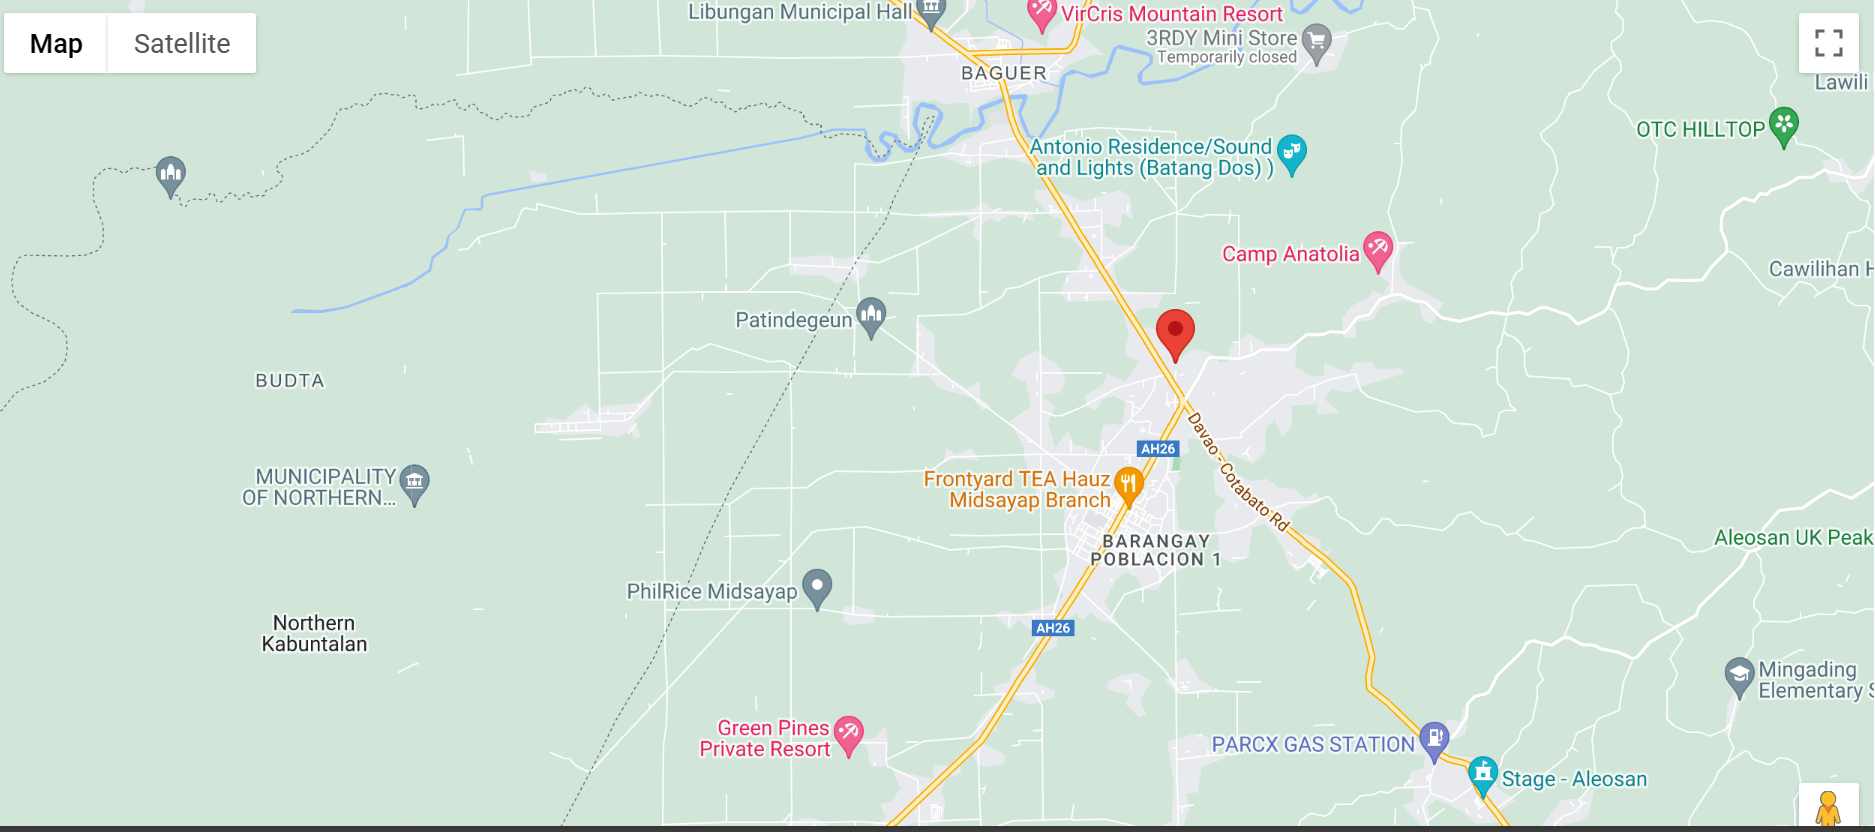 Map
Satellite
Libungan Municipal Hall
VirCris Mountain Resort
3RDY Mini Store
Temporarily closed
BAGUER
Lawili
OTC HILLTOP
Antonio Residence/Sound
and Lights (Batang Dos) )
Camp Anatolia
Cawilihan H
Patindegeun
BUDTA
Davao - Cotabato Rd
AH26
MUNICIPALITY
OF NORTHERN...
Frontyard TEA Hauz
Midsayap Branch
BARANGAY
POBLACION 1
Aleosan UK Peak
PhilRice Midsayap
Northern
Kabuntalan
AH26
Mingading
Elementary S
Green Pines
Private Resort
PARCX GAS STATION
Stage - Aleosan